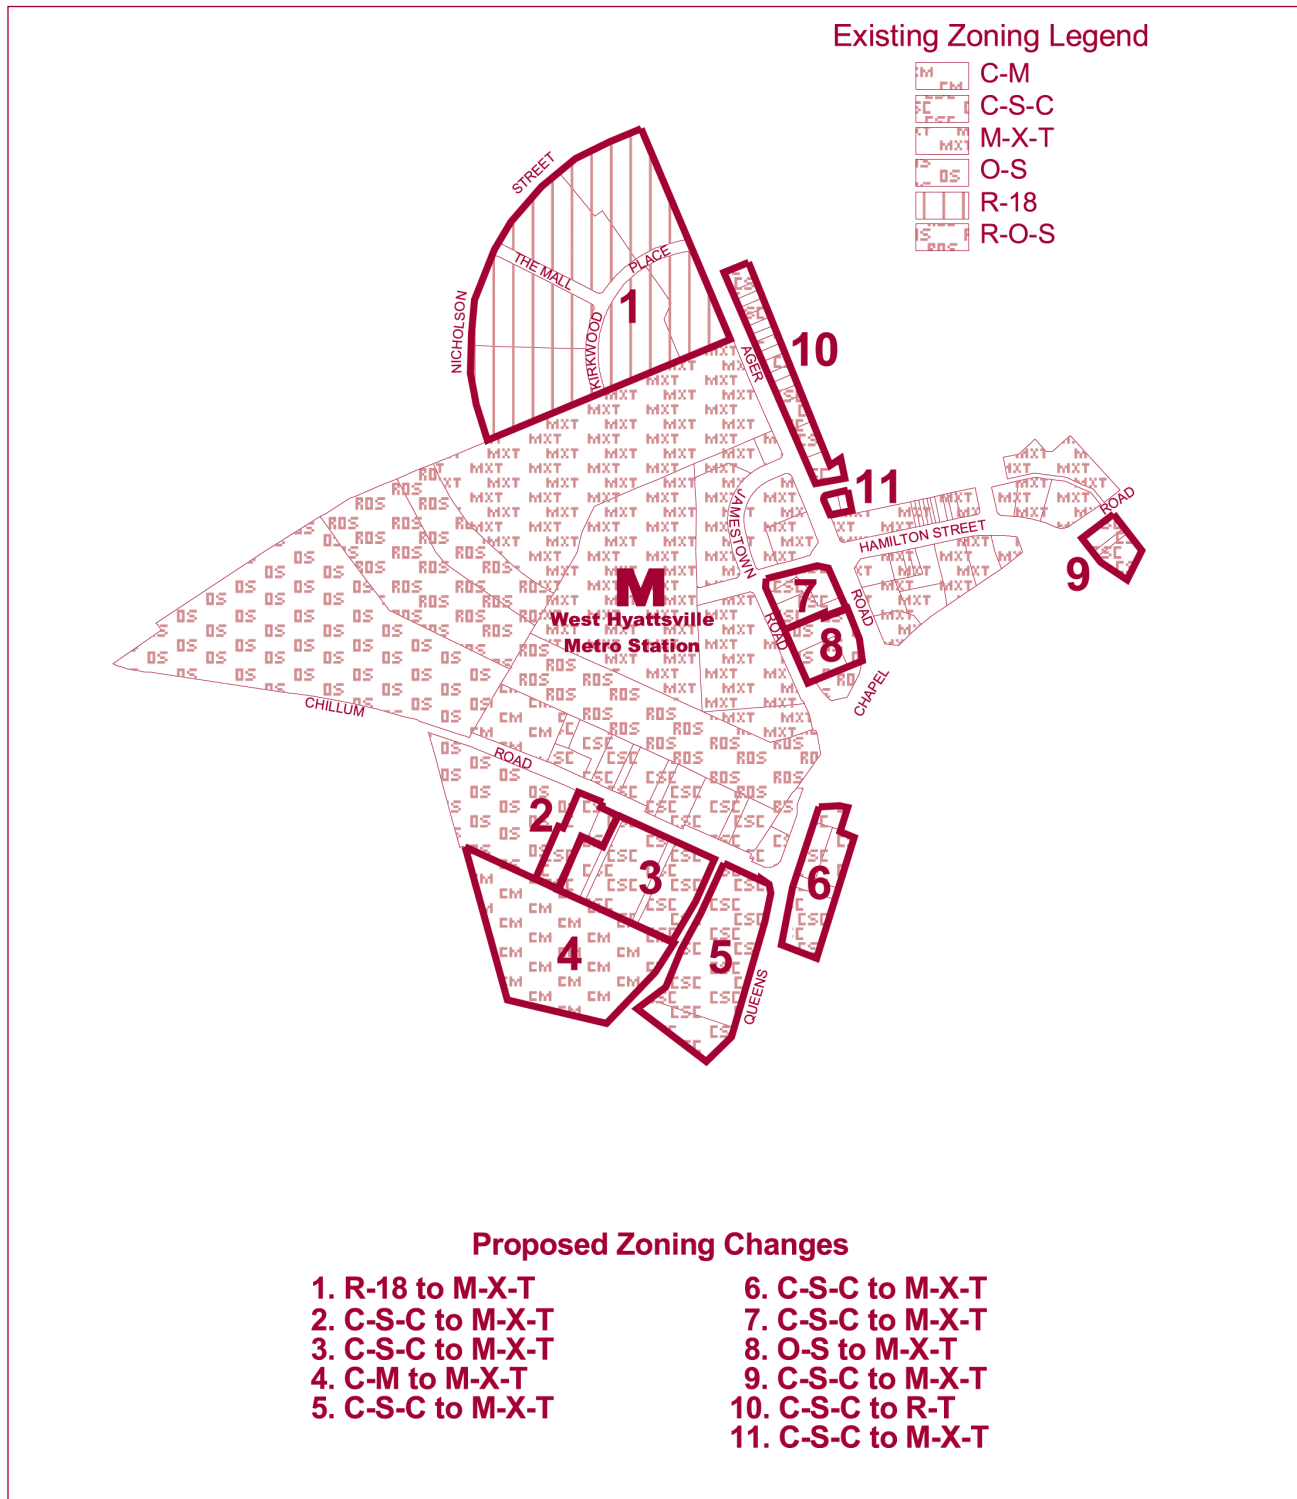 Existing Zoning Legend
C-M
C-S-C
M-X-T
O-S
R-18
R-O-S
STREET
THE MALL
PLACE
NICHOLSON
KIRKWOOD
1
AGER
10
11
JAMESTOWN
HAMILTON STREET
ROAD
9
M
West Hyattsville
Metro Station
7
ROAD
ROAD
8
CHAPEL
CHILLUM
ROAD
2
3
6
4
5
QUEENS
Proposed Zoning Changes
1. R-18 to M-X-T
2. C-S-C to M-X-T
3. C-S-C to M-X-T
4. C-M to M-X-T
5. C-S-C to M-X-T
6. C-S-C to M-X-T
7. C-S-C to M-X-T
8. O-S to M-X-T
9. C-S-C to M-X-T
10. C-S-C to R-T
11. C-S-C to M-X-T